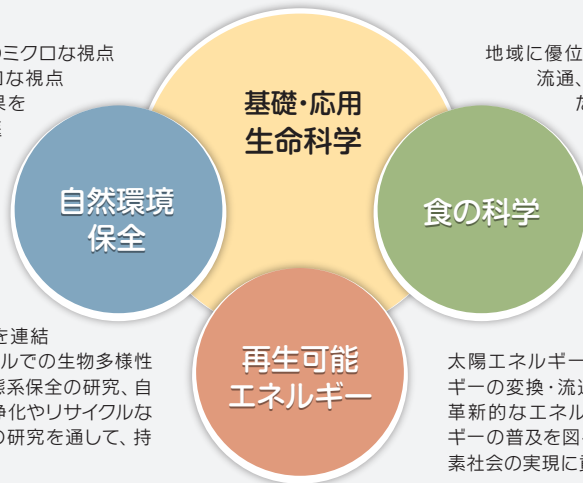 のミクロな視点
ロな視点
果を
地域に優位
流通、
た
基礎・応用
生命科学
自然環境
保全
食の科学
再生可能
エネルギー
を連結
ルでの生物多様性
態系保全の研究、自
浄化やリサイクルな
の研究を通して、持
太陽エネルギー
ギーの変換・流通
革新的なエネル
ギーの普及を図
素社会の実現に